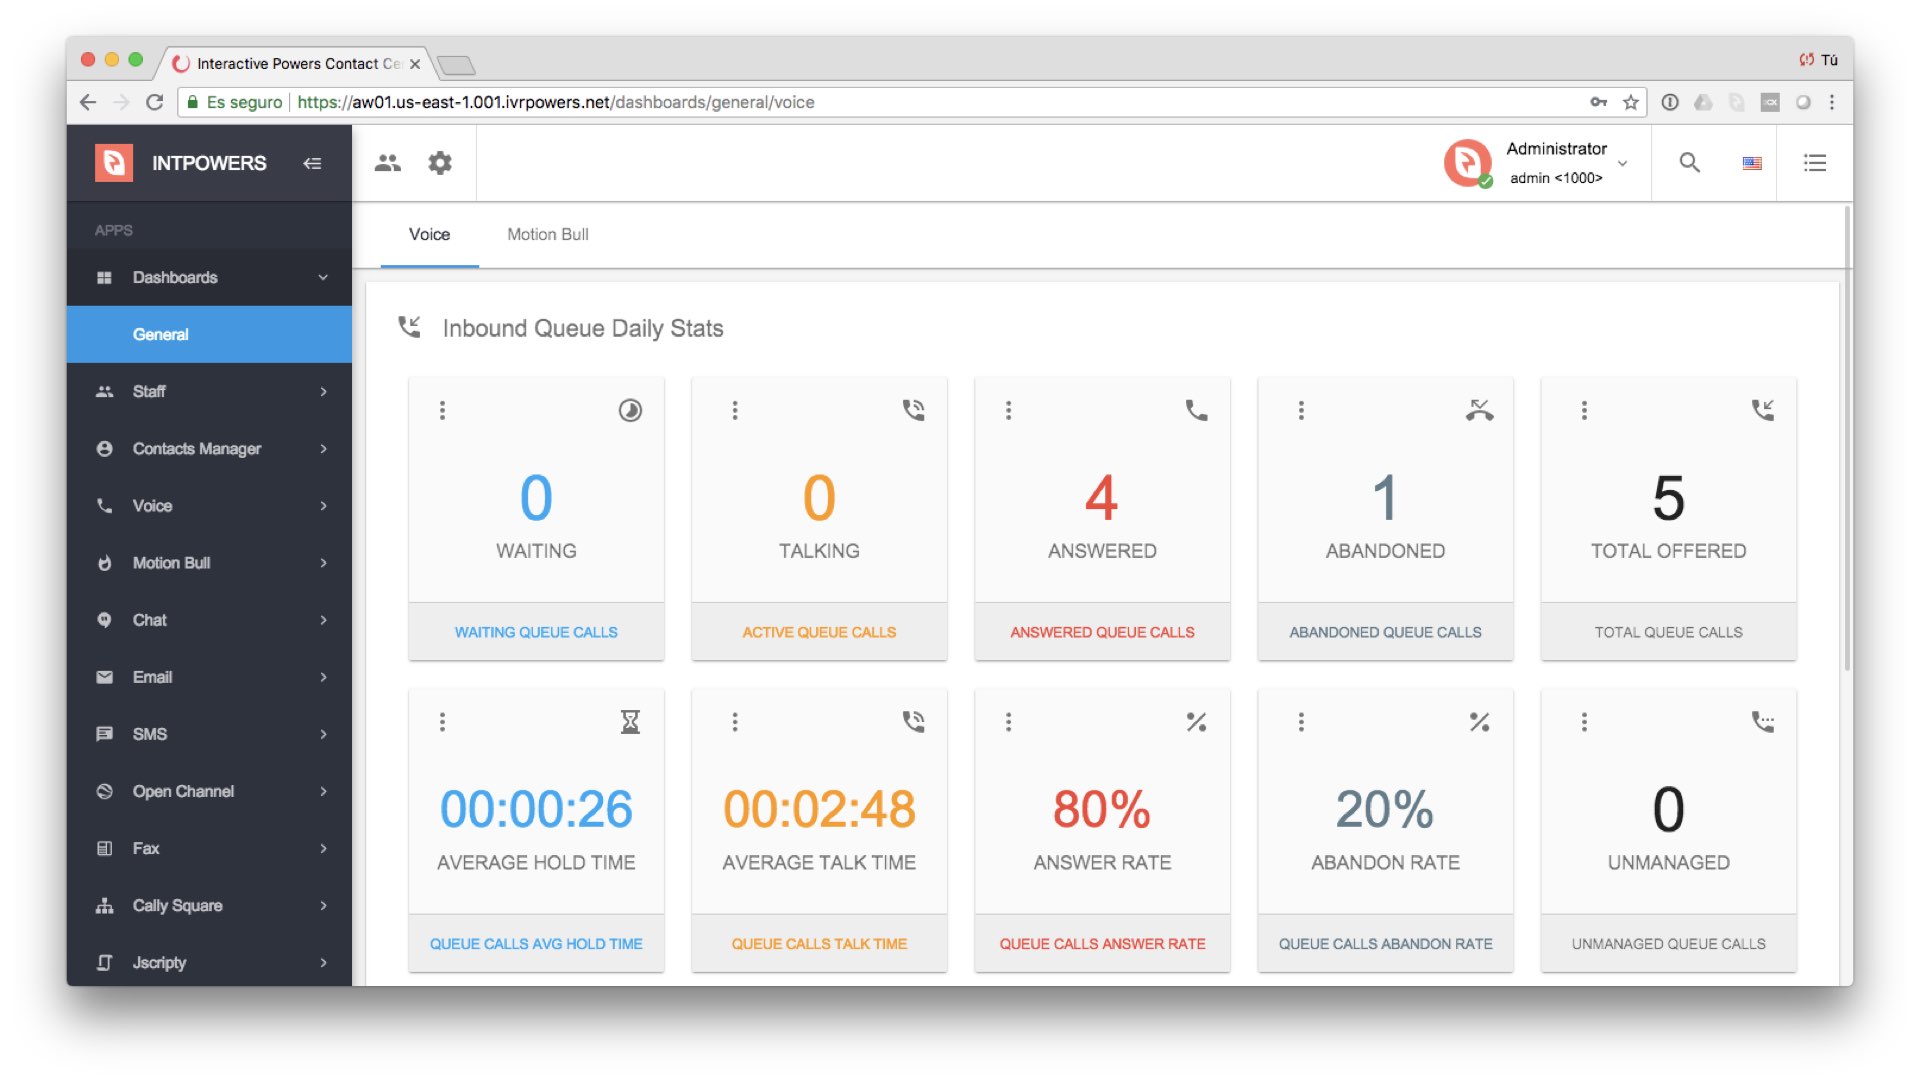 Interactive Powers Contact Ce
Tú
Es seguro https://aw01.us-east-1.001.ivrpowers.net/dashboards/general/voice
INTPOWERS
Administrator
admin <1000>
APPS
Dashboards
General
Staff
Contacts Manager
Voice
Motion Bull
Chat
Email
SMS
Open Channel
Fax
Cally Square
Jscripty
Voice Motion Bull
Inbound Queue Daily Stats
0
WAITING
WAITING QUEUE CALLS
0
TALKING
ACTIVE QUEUE CALLS
4
ANSWERED
ANSWERED QUEUE CALLS
1
ABANDONED
ABANDONED QUEUE CALLS
5
TOTAL OFFERED
TOTAL QUEUE CALLS
00:00:26
AVERAGE HOLD TIME
QUEUE CALLS AVG HOLD TIME
00:02:48
AVERAGE TALK TIME
QUEUE CALLS TALK TIME
80%
ANSWER RATE
QUEUE CALLS ANSWER RATE
20%
ABANDON RATE
QUEUE CALLS ABANDON RATE
0
UNMANAGED
UNMANAGED QUEUE CALLS